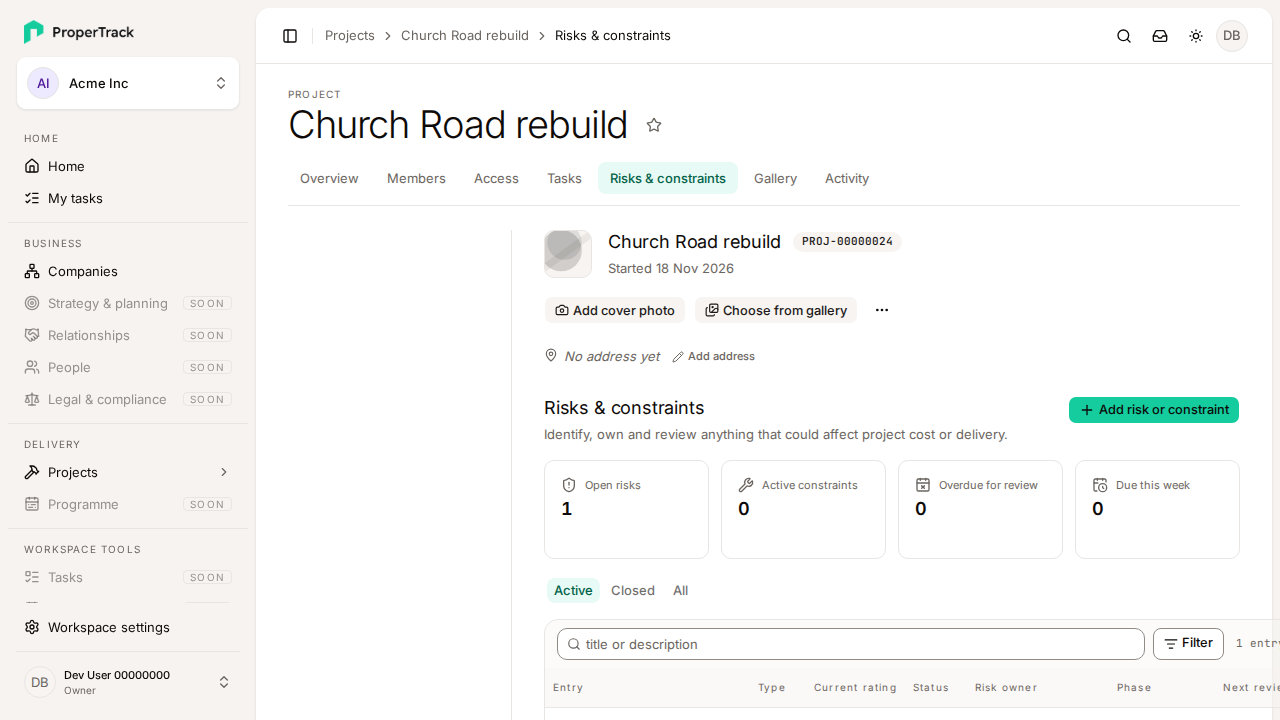 ProperTrack
AI
Acme Inc
HOME
Home
My tasks
BUSINESS
Companies
Strategy & planning SOON
Relationships SOON
People SOON
Legal & compliance SOON
DELIVERY
Projects
Programme SOON
WORKSPACE TOOLS
Tasks SOON
Workspace settings
DB
Dev User 00000000
Owner
Projects > Church Road rebuild > Risks & constraints
DB
PROJECT
Church Road rebuild
Overview Members Access Tasks Risks & constraints Gallery Activity
Church Road rebuild PROJ-00000024
Started 18 Nov 2026
Add cover photo Choose from gallery
No address yet Add address
Risks & constraints
Add risk or constraint
Identify, own and review anything that could affect project cost or delivery.
Open risks
1
Active constraints
0
Overdue for review
0
Due this week
0
Active Closed All
title or description
Filter
1 entry
Entry Type Current rating Status Risk owner Phase Next revie